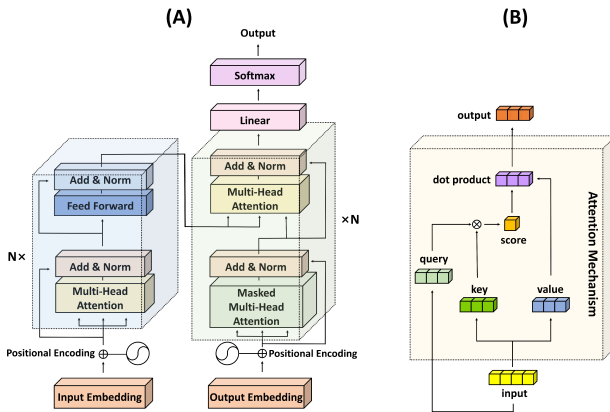 (A)
Output
Softmax
Linear
Add & Norm
Multi-Head
Attention
Add & Norm
Masked
Multi-Head
Attention
×N
Positional Encoding
Output Embedding
Add & Norm
Feed Forward
N×
Add & Norm
Multi-Head
Attention
Positional Encoding
Input Embedding
(B)
output
dot product
score
query
key
value
input
Attention Mechanism